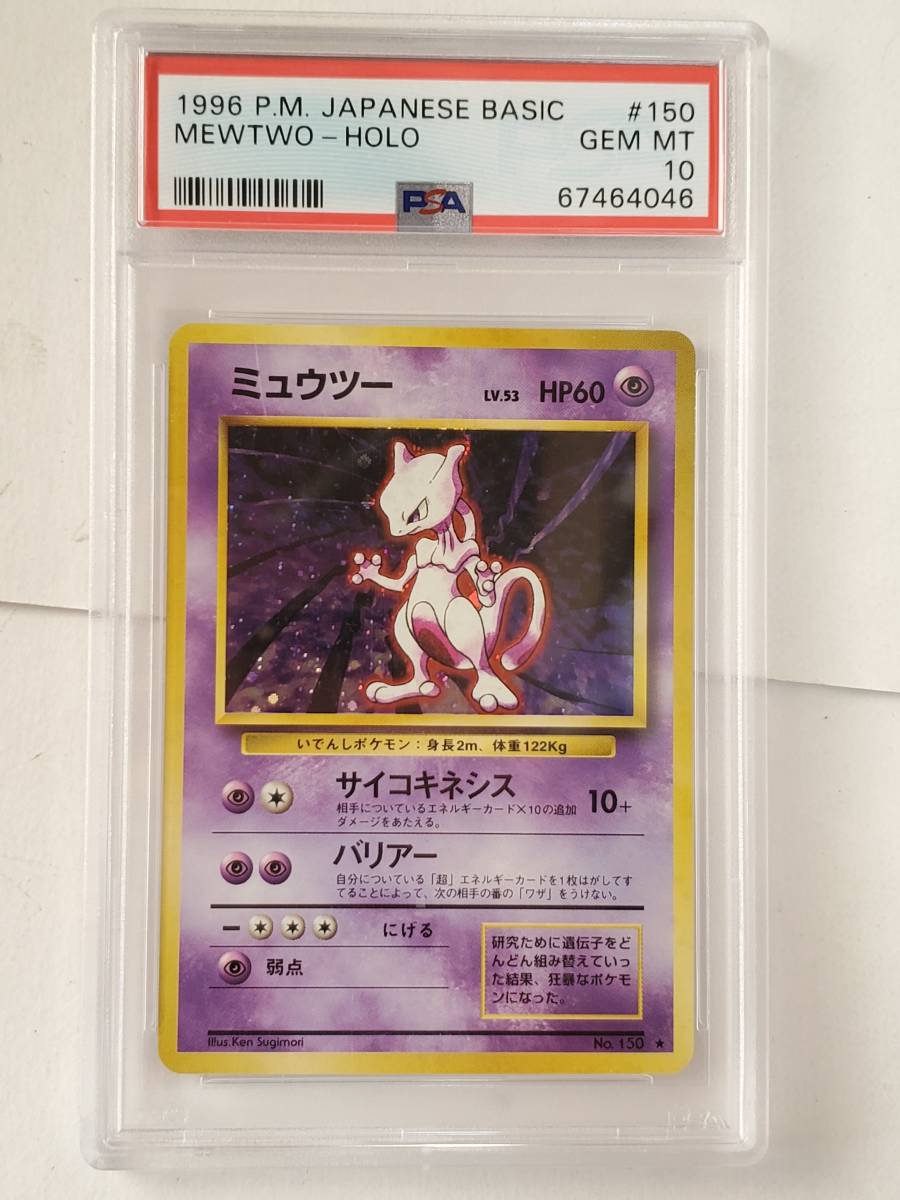 1996 P.M. JAPANESE BASIC #150
MEWTWO – HOLO GEM MT
10
PSA 67464046
ミュウツー LV.53 HP60
いでんしポケモン：身長2m、体重122Kg
サイコキネシス 10+
相手についているエネルギーカード×10の追加
ダメージをあたえる。
バリアー
自分についている「超」エネルギーカードを1枚はがしてす
てることによって、次の相手の番の「ワザ」をうけない。
ー にげる
弱点
研究ために遺伝子をど
んどん組み替えていっ
た結果、狂暴なポケモ
ンになった。
Illus.Ken Sugimori No. 150 ★